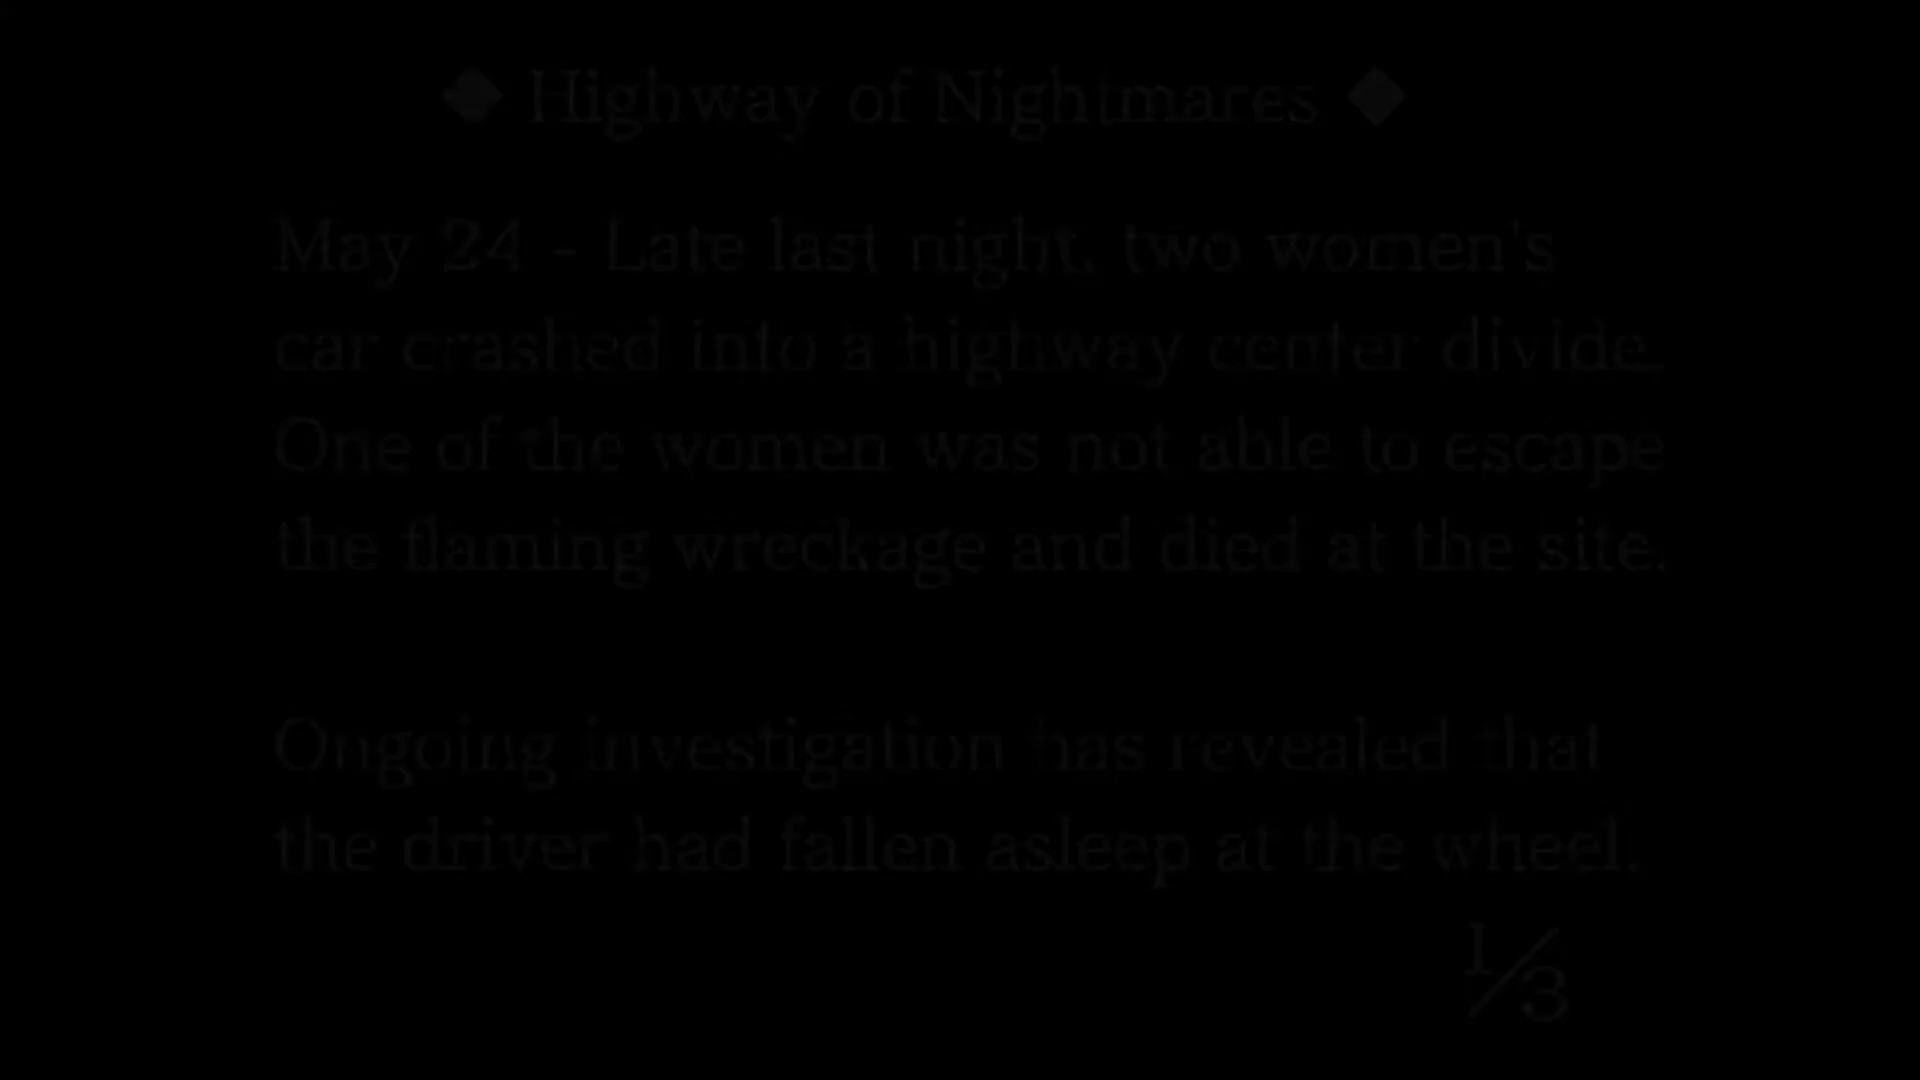 ◆ Highway of Nightmares ◆
May 24 - Late last night, two women's
car crashed into a highway center divide.
One of the women was not able to escape
the flaming wreckage and died at the site.
Ongoing investigation has revealed that
the driver had fallen asleep at the wheel.
1/3